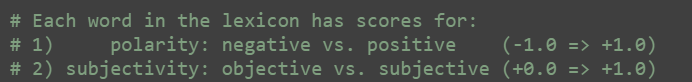 # Each word in the lexicon has scores for:
# 1)     polarity: negative vs. positive    (-1.0 => +1.0)
# 2) subjectivity: objective vs. subjective (+0.0 => +1.0)